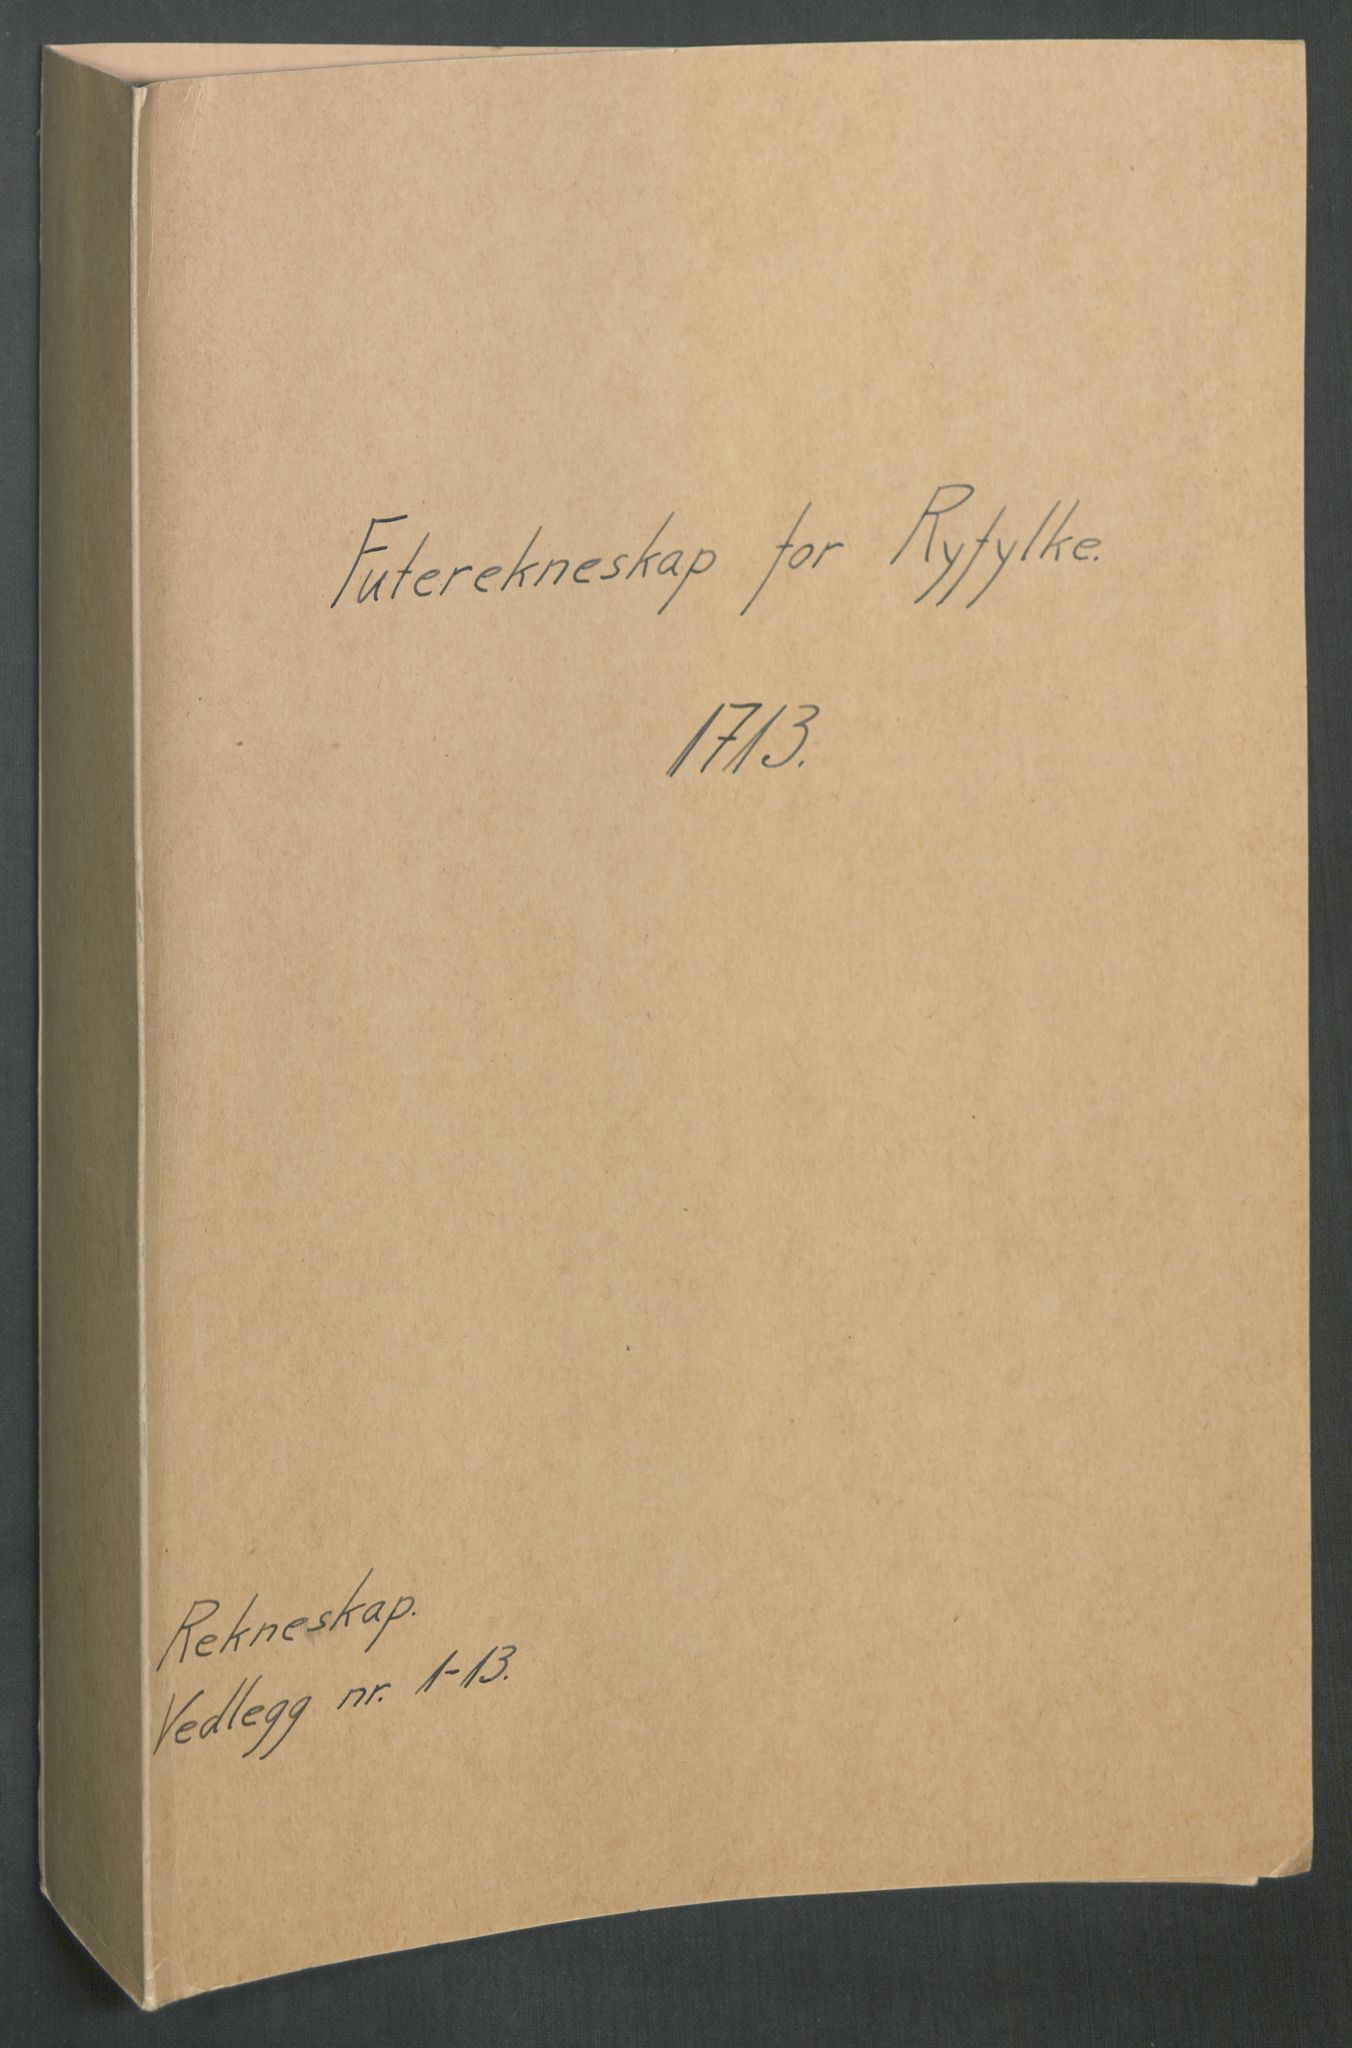 Futerekneskap for Ryfylke.
1713.
Rekneskap.
Vedlegg nr. 1-13.